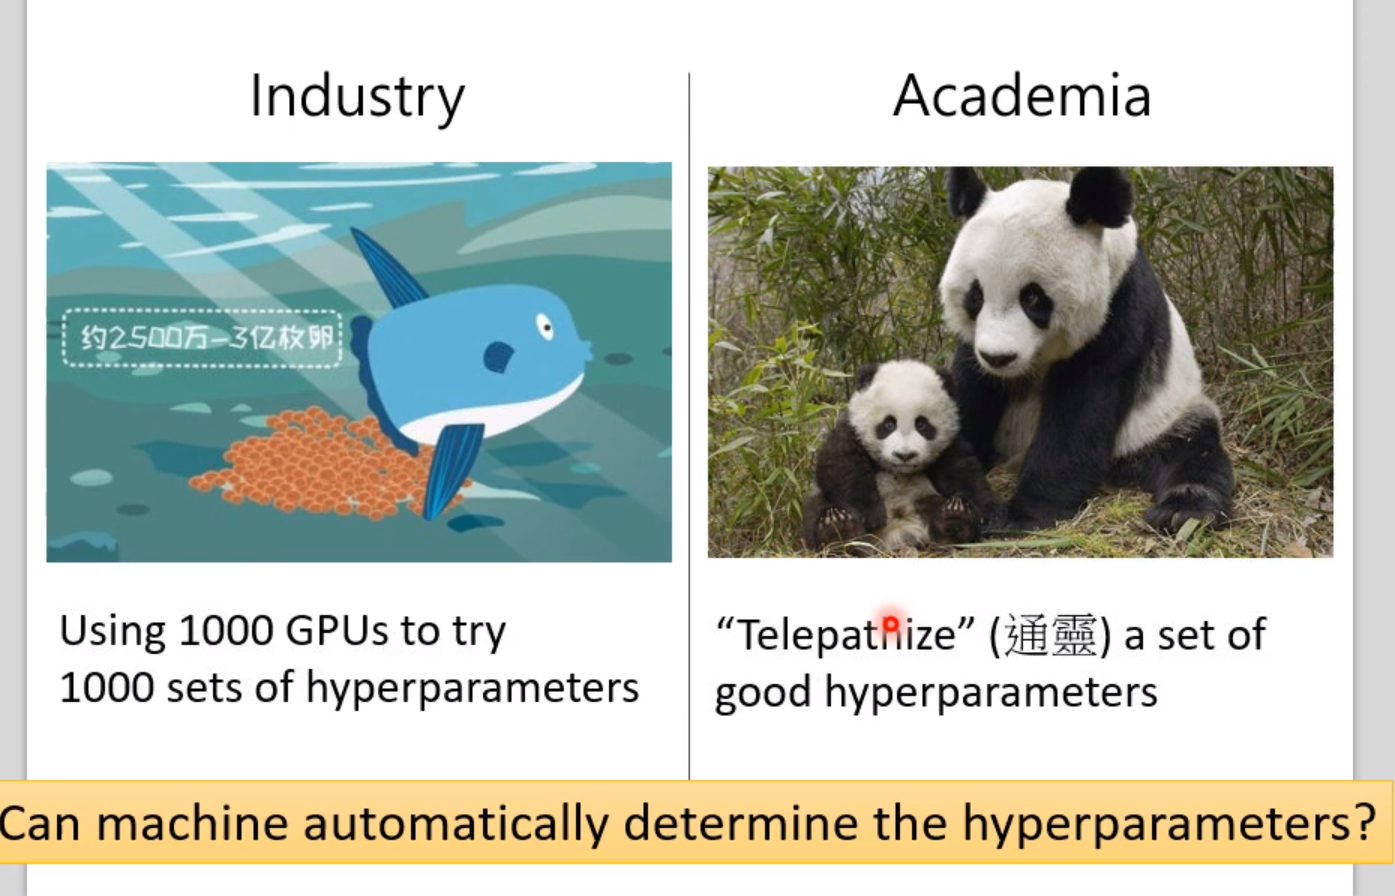 Industry
Academia
约2500万-3亿枚卵
Using 1000 GPUs to try
1000 sets of hyperparameters
“Telepathize” (通靈) a set of
good hyperparameters
Can machine automatically determine the hyperparameters?